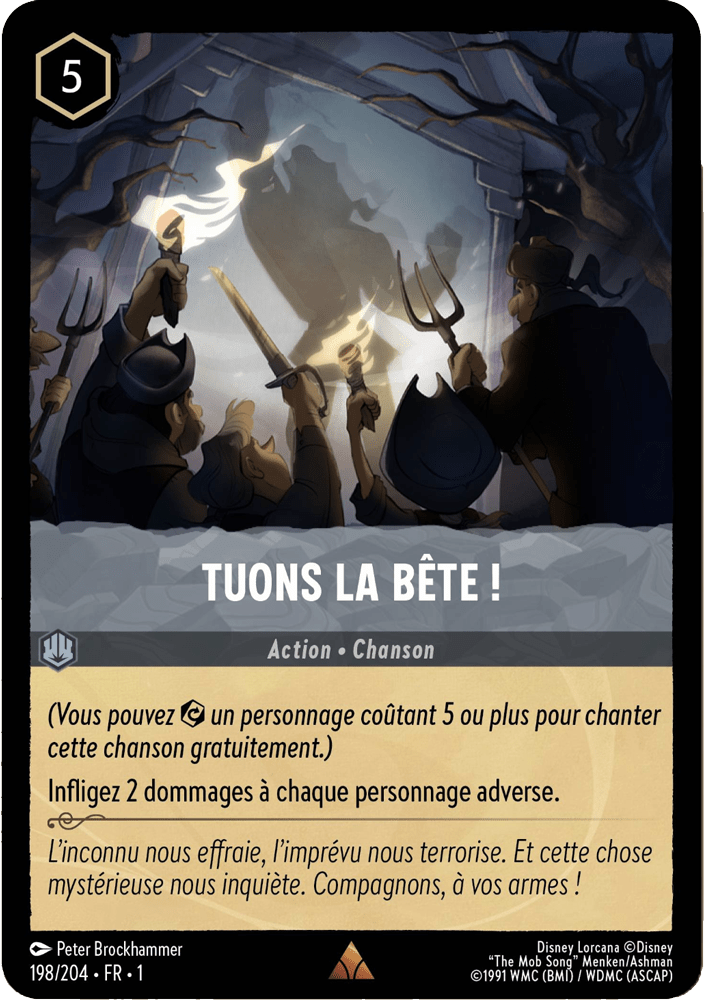 5
TUONS LA BÊTE !
Action • Chanson
(Vous pouvez un personnage coûtant 5 ou plus pour chanter
cette chanson gratuitement.)
Infligez 2 dommages à chaque personnage adverse.
L’inconnu nous effraie, l’imprévu nous terrorise. Et cette chose
mystérieuse nous inquiète. Compagnons, à vos armes !
Peter Brockhammer
198/204 • FR • 1
Disney Lorcana ©Disney
“The Mob Song” Menken/Ashman
©1991 WMC (BMI) / WDMC (ASCAP)